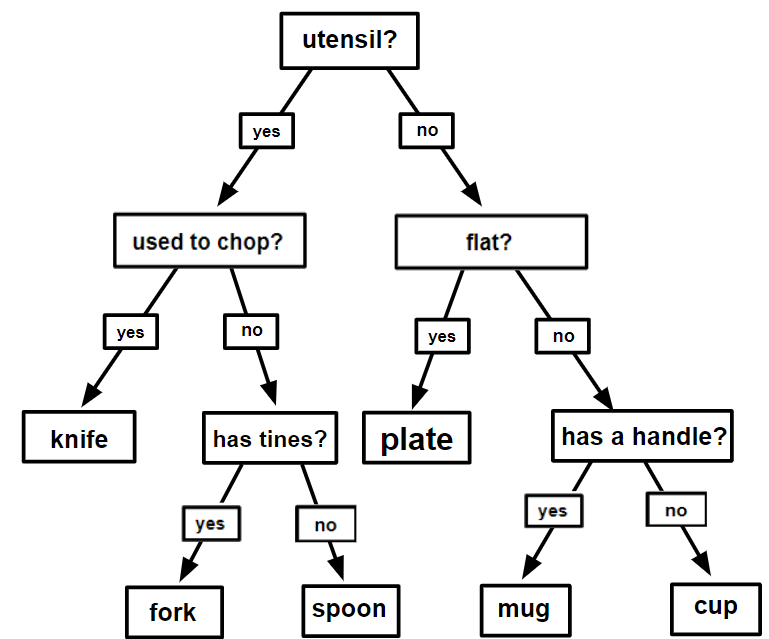 utensil?
yes
no
used to chop?
flat?
yes
no
yes
no
knife
has tines?
plate
has a handle?
yes
no
yes
no
fork
spoon
mug
cup